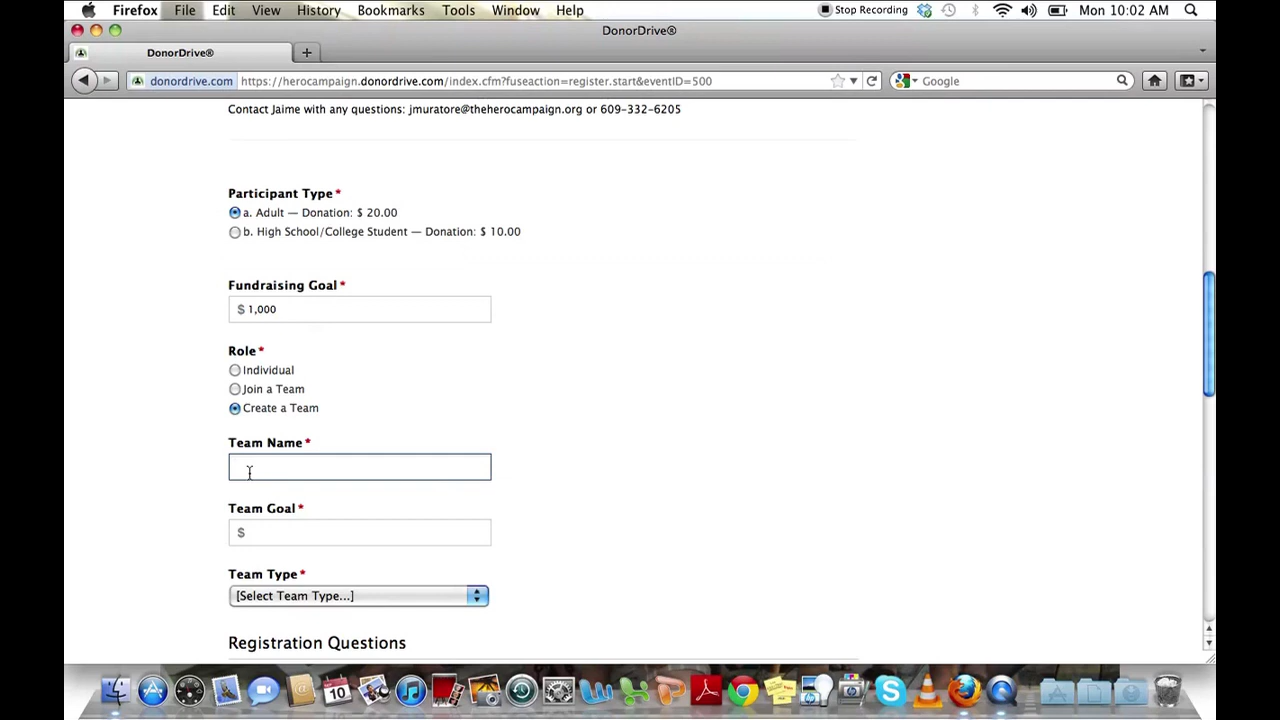 Firefox File Edit View History Bookmarks Tools Window Help Stop Recording Mon 10:02 AM
DonorDrive®
DonorDrive® +
donordrive.com https://herocampaign.donordrive.com/index.cfm?fuseaction=register.start&eventID=500 Google
Contact Jaime with any questions: jmuratore@theherocampaign.org or 609-332-6205
Participant Type*
a. Adult — Donation: $ 20.00
b. High School/College Student — Donation: $ 10.00
Fundraising Goal*
$ 1,000
Role*
Individual
Join a Team
Create a Team
Team Name*
Team Goal*
$
Team Type*
[Select Team Type...]
Registration Questions
10